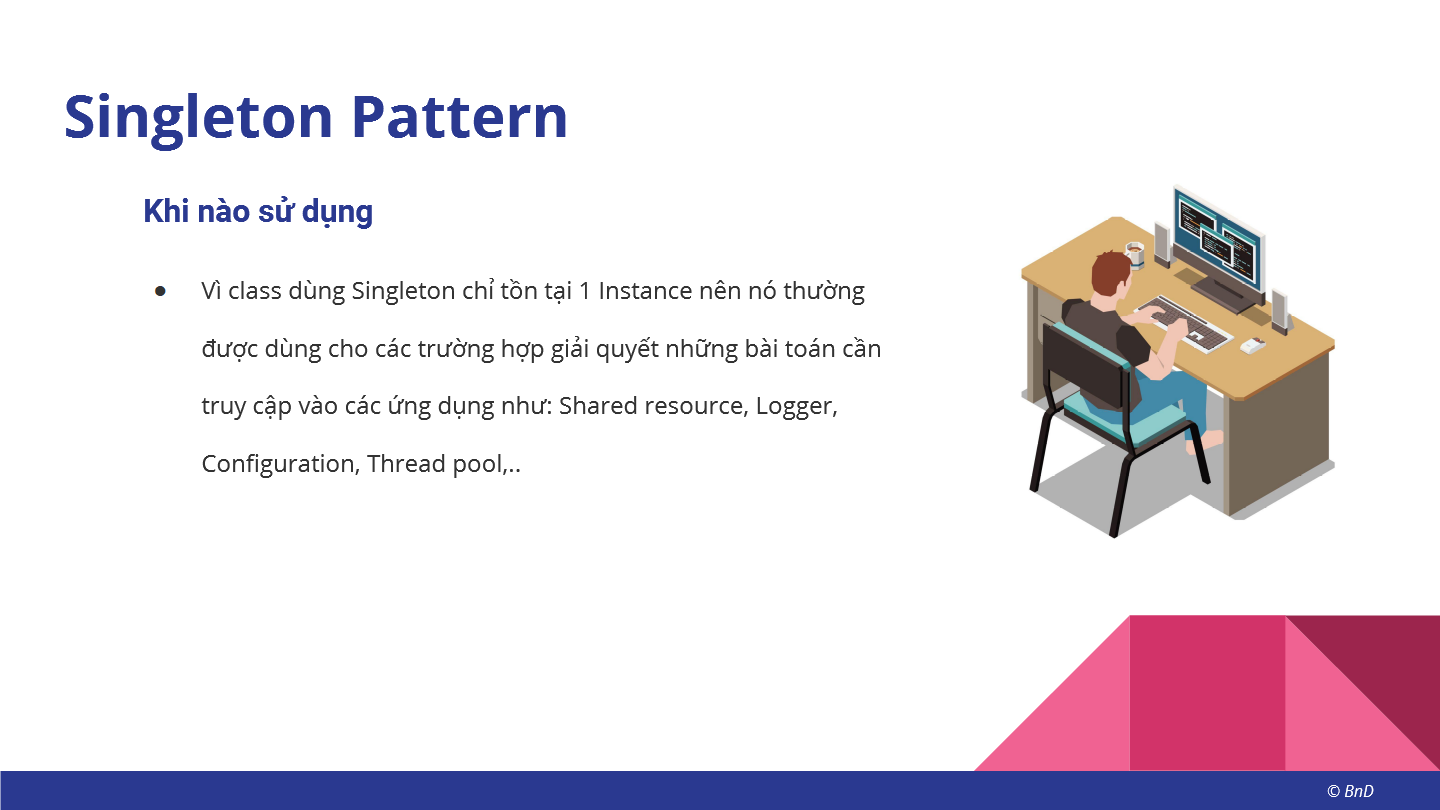 Singleton Pattern
Khi nào sử dụng
● Vì class dùng Singleton chỉ tồn tại 1 Instance nên nó thường
được dùng cho các trường hợp giải quyết những bài toán cần
truy cập vào các ứng dụng như: Shared resource, Logger,
Configuration, Thread pool,..
© BnD